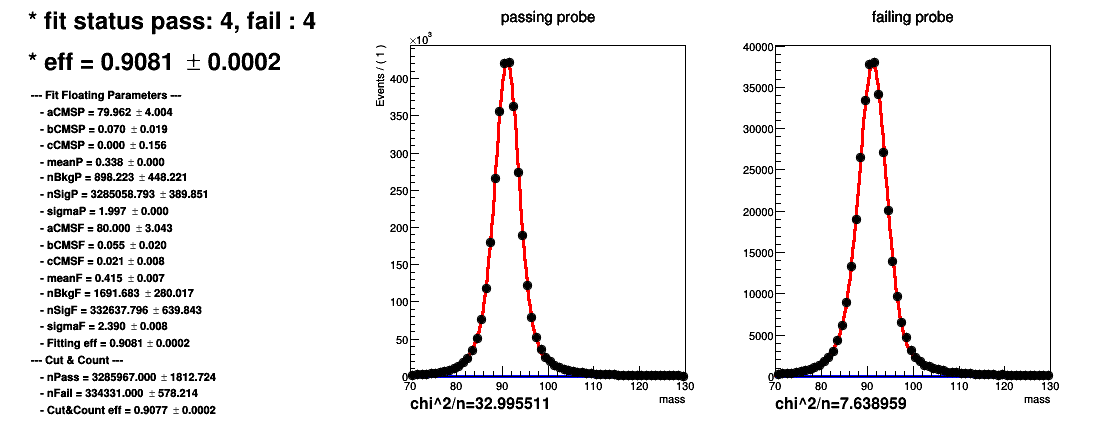 * fit status pass: 4, fail : 4
* eff = 0.9081 ± 0.0002
--- Fit Floating Parameters ---
- aCMSP = 79.962 ± 4.004
- bCMSP = 0.070 ± 0.019
- cCMSP = 0.000 ± 0.156
- meanP = 0.338 ± 0.000
- nBkgP = 898.223 ± 448.221
- nSigP = 3285058.793 ± 389.851
- sigmaP = 1.997 ± 0.000
- aCMSF = 80.000 ± 3.043
- bCMSF = 0.055 ± 0.020
- cCMSF = 0.021 ± 0.008
- meanF = 0.415 ± 0.007
- nBkgF = 1691.683 ± 280.017
- nSigF = 332637.796 ± 639.843
- sigmaF = 2.390 ± 0.008
- Fitting eff = 0.9081 ± 0.0002
--- Cut & Count ---
- nPass = 3285967.000 ± 1812.724
- nFail = 334331.000 ± 578.214
- Cut&Count eff = 0.9077 ± 0.0002
passing probe
×10³
Events / ( 1 )
400
350
300
250
200
150
100
50
0
70 80 90 100 110 120 130
mass
chi^2/n=32.995511
failing probe
40000
35000
30000
25000
20000
15000
10000
5000
0
70 80 90 100 110 120 130
mass
chi^2/n=7.638959